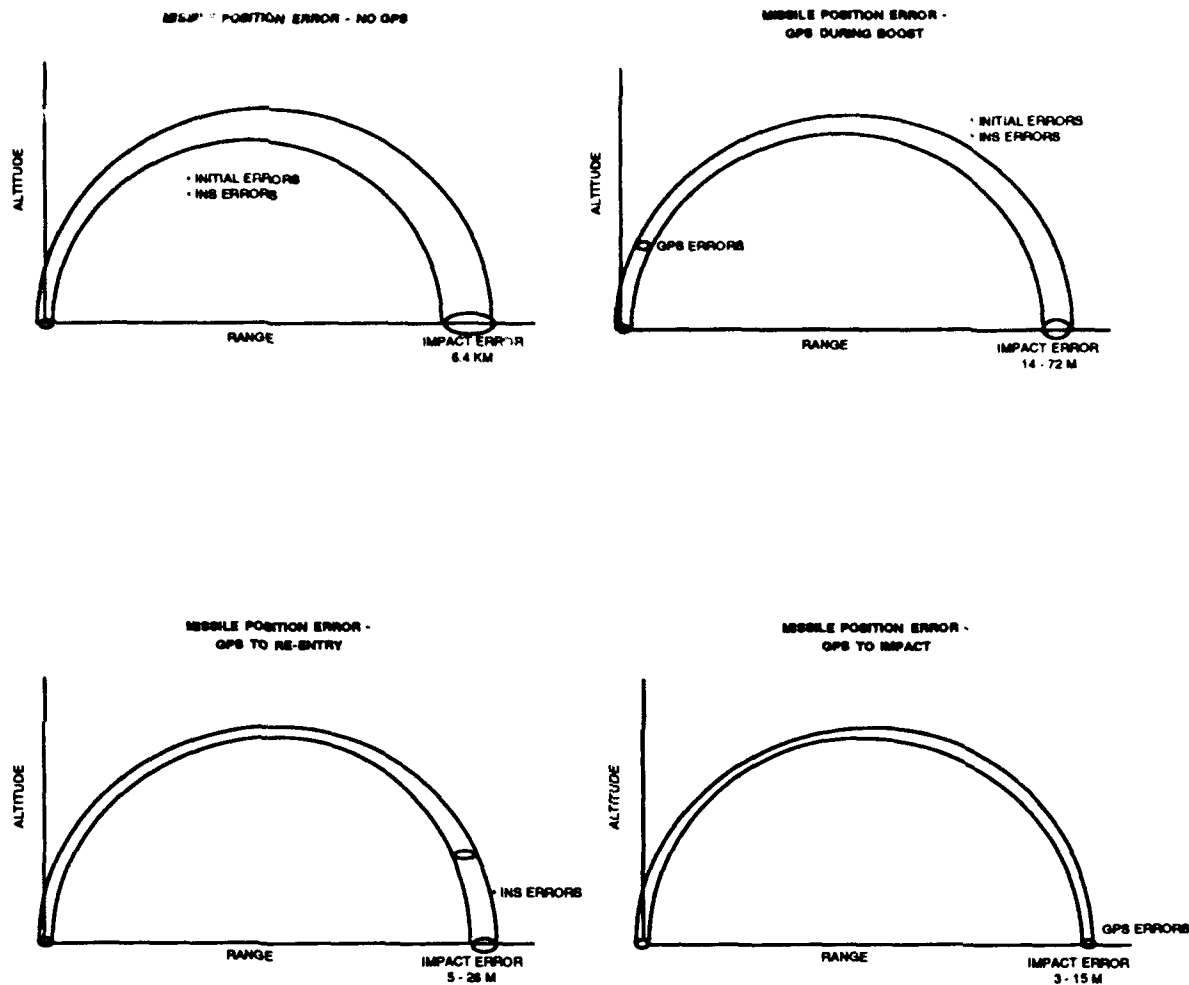 POSITION ERROR - NO GPS
ALTITUDE
• INITIAL ERRORS
• INS ERRORS
RANGE
IMPACT
6.4 KM
MISSILE POSITION ERROR -
GPS DURING BOOST
ALTITUDE
• INITIAL ERRORS
• INS ERRORS
GPS ERRORS
RANGE
IMPACT ERROR
14 - 72 M
MISSILE POSITION ERROR -
GPS TO RE-ENTRY
ALTITUDE
• INS ERRORS
RANGE
IMPACT ERROR
5 - 26 M
MISSILE POSITION ERROR -
GPS TO IMPACT
ALTITUDE
GPS ERRORS
RANGE
IMPACT ERROR
3 - 15 M